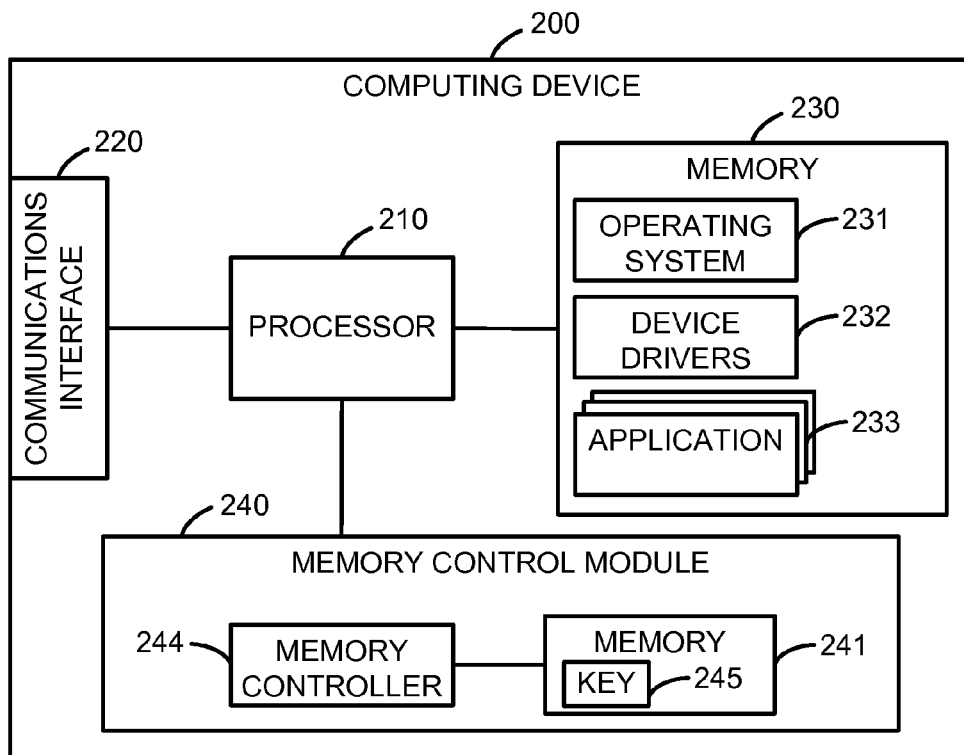 200
COMPUTING DEVICE
220
COMMUNICATIONS
INTERFACE
210
PROCESSOR
230
MEMORY
OPERATING
SYSTEM
231
DEVICE
DRIVERS
232
APPLICATION
233
240
MEMORY CONTROL MODULE
244
MEMORY
CONTROLLER
MEMORY
241
KEY
245